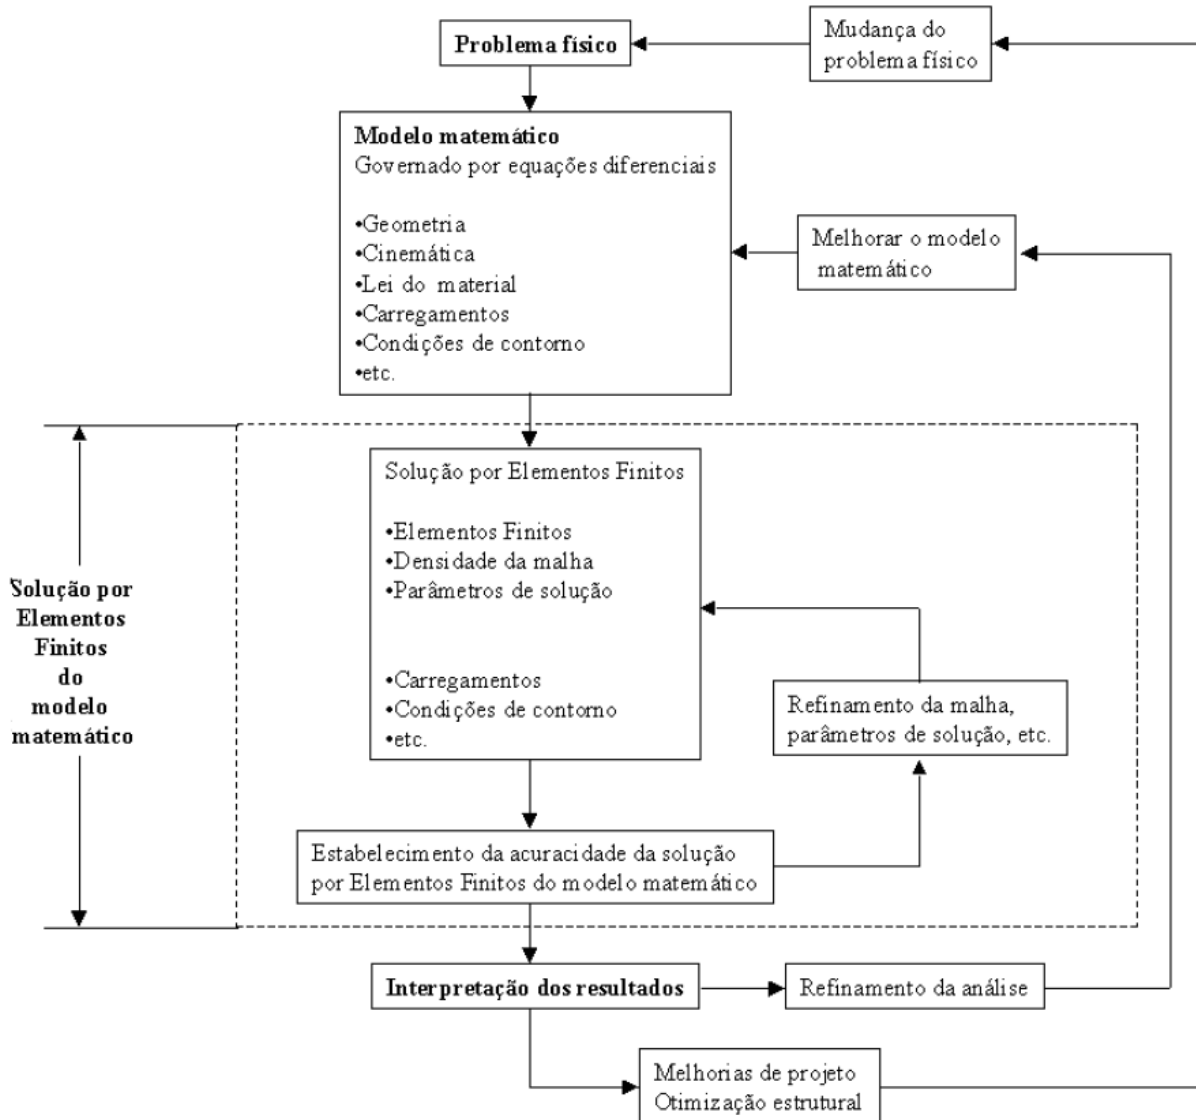 Problema físico
Mudança do
problema físico
Modelo matemático
Governado por equações diferenciais
•Geometria
•Cinemática
•Lei do material
•Carregamentos
•Condições de contorno
•etc.
Melhorar o modelo
matemático
Solução por
Elementos
Finitos
do
modelo
matemático
Solução por Elementos Finitos
•Elementos Finitos
•Densidade da malha
•Parâmetros de solução
•Carregamentos
•Condições de contorno
•etc.
Refinamento da malha,
parâmetros de solução, etc.
Estabelecimento da acuracidade da solução
por Elementos Finitos do modelo matemático
Interpretação dos resultados
Refinamento da análise
Melhorias de projeto
Otimização estrutural